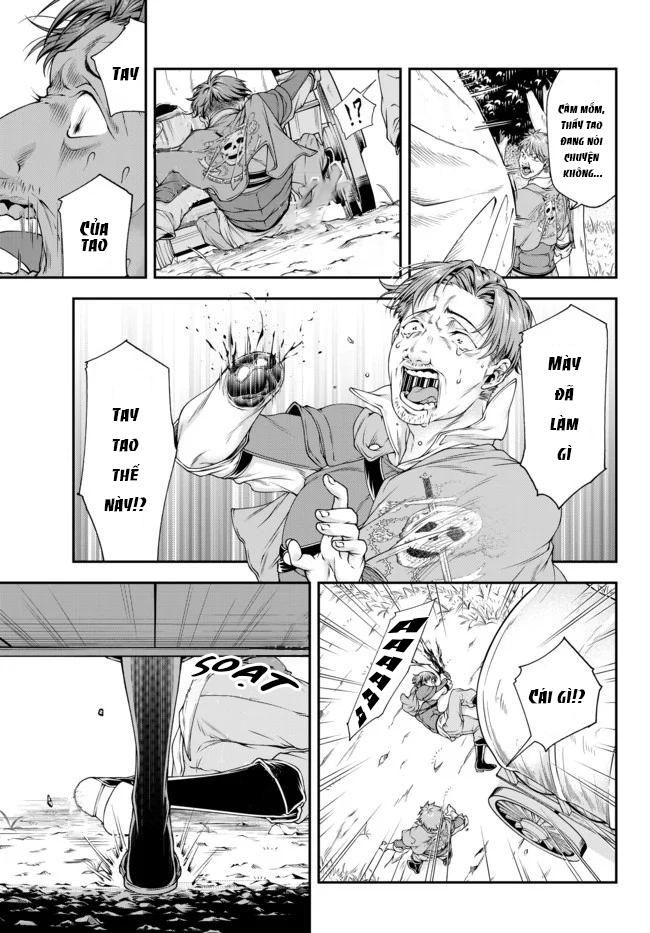 CÂM MỒM,
THẤY TAO
ĐANG NÓI
CHUYỆN
KHÔNG...
!?
TAY
CỦA
TAO
MÀY
ĐÃ
LÀM
GÌ
TAY
TAO
THẾ
NÀY!?
CÁI GÌ!?
AAAAAA
SOẠT